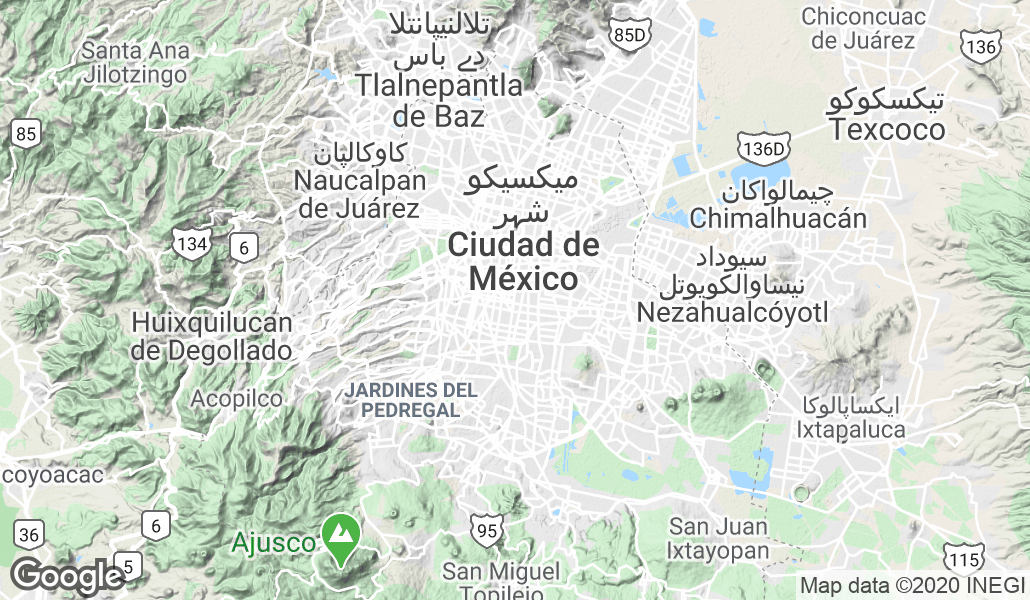 تلالنيپانتلا
دے باس
Tlalnepantla
de Baz
85D
Chiconcuac
de Juárez
136
Santa Ana
Jilotzingo
85
تیکسکوکو
Texcoco
136D
کاوکالپان
Naucalpan
de Juárez
میکسیکو
شہر
Ciudad de
México
چیمالواکان
Chimalhuacán
134
6
سیوداد
نیساوالکویوتل
Nezahualcóyotl
Huixquilucan
de Degollado
Acopilco
JARDINES DEL
PEDREGAL
ایکساپالوکا
Ixtapaluca
coyoacac
36
6
Ajusco
95
San Juan
Ixtayopan
115
5
San Miguel
Topilejo
Google
Map data ©2020 INEGI